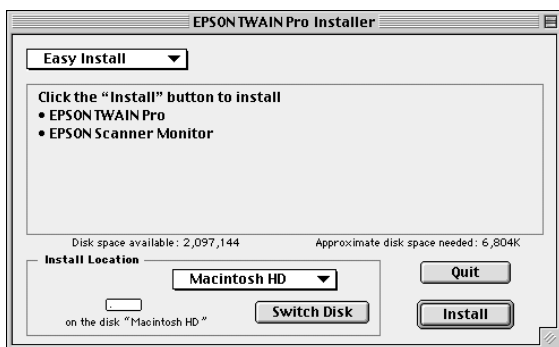 EPSON TWAIN Pro Installer
Easy Install
Click the “Install” button to install
• EPSON TWAIN Pro
• EPSON Scanner Monitor
Disk space available: 2,097,144
Approximate disk space needed: 6,804K
Install Location
Macintosh HD
Quit
on the disk “Macintosh HD”
Switch Disk
Install